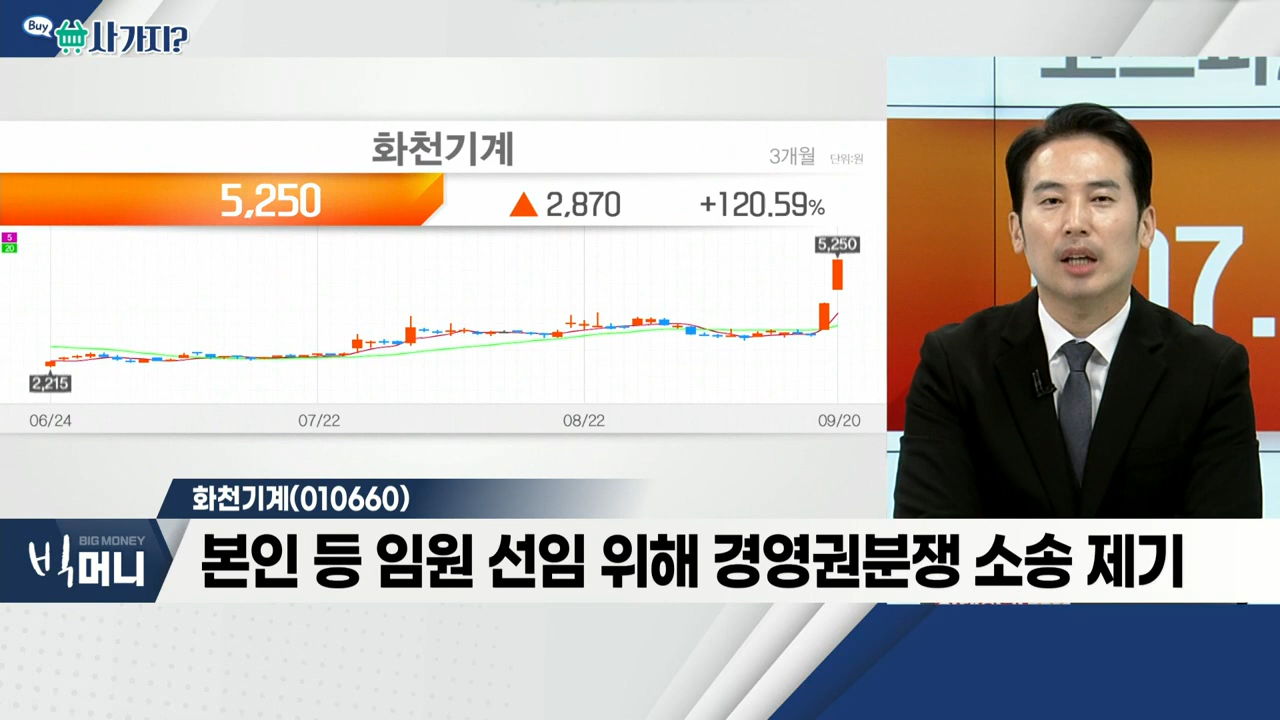 Buy
사가지?
화천기계
3개월 단위:원
5,250 ▲ 2,870 +120.59%
5
20
5,250
2,215
06/24 07/22 08/22 09/20
07.
화천기계(010660)
BIG MONEY
빅머니
본인 등 임원 선임 위해 경영권분쟁 소송 제기